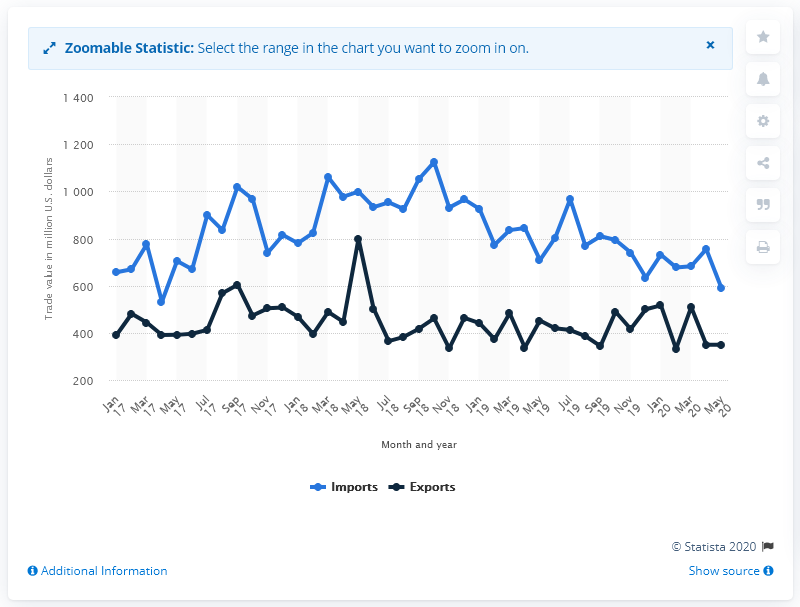 Zoomable Statistic: Select the range in the chart you want to zoom in on.
×
1 400
1 200
1 000
800
600
400
200
Trade value in million U.S. dollars
Jan 17
Mar 17
May 17
Jul 17
Sep 17
Nov 17
Jan 18
Mar 18
May 18
Jul 18
Sep 18
Nov 18
Jan 19
Mar 19
May 19
Jul 19
Sep 19
Nov 19
Jan 20
Mar 20
May 20
Month and year
Imports Exports
© Statista 2020
Additional Information
Show source